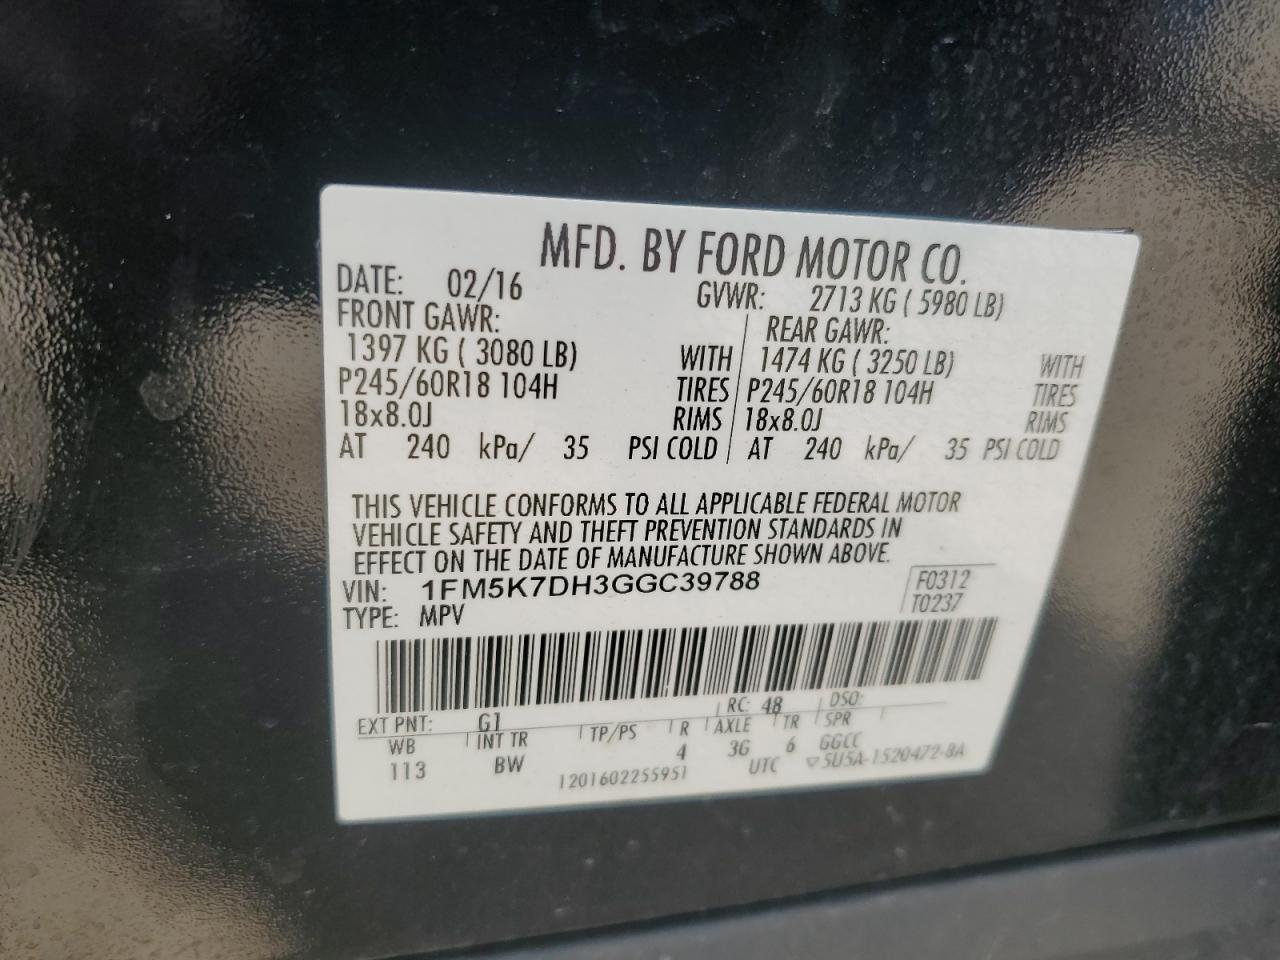 MFD. BY FORD MOTOR CO.
DATE: 02/16 GVWR: 2713 KG ( 5980 LB)
FRONT GAWR: REAR GAWR:
1397 KG ( 3080 LB) WITH 1474 KG ( 3250 LB) WITH
P245/60R18 104H TIRES P245/60R18 104H TIRES
18x8.0J RIMS 18x8.0J RIMS
AT 240 kPa/ 35 PSI COLD AT 240 kPa/ 35 PSI COLD
THIS VEHICLE CONFORMS TO ALL APPLICABLE FEDERAL MOTOR
VEHICLE SAFETY AND THEFT PREVENTION STANDARDS IN
EFFECT ON THE DATE OF MANUFACTURE SHOWN ABOVE.
VIN: 1FM5K7DH3GGC39788 F0312
TYPE: MPV T0237
EXT PNT: G1 RC: 48 DSO:
WB INT TR TP/PS R AXLE TR SPR
113 BW 4 3G 6 GGCC
1201602255951 UTC ▽5U5A-1520472-8A